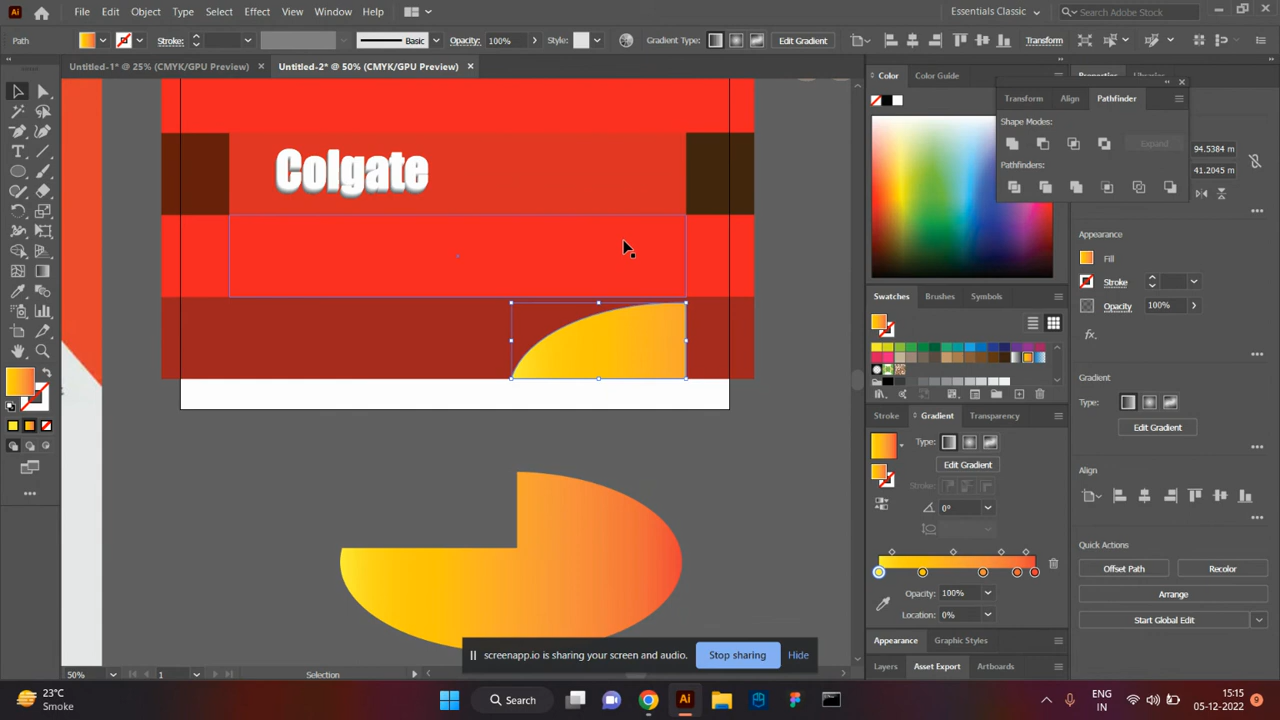 File Edit Object Type Select Effect View Window Help
Essentials Classic
Search Adobe Stock
Path
Stroke:
Basic
Opacity: 100%
Style:
Gradient Type:
Edit Gradient
Transform
Untitled-1* @ 25% (CMYK/GPU Preview)
Untitled-2* @ 50% (CMYK/GPU Preview)
Color Color Guide
Properties Libraries
Transform Align Pathfinder
Shape Modes:
Expand
Pathfinders:
94.5384 m
41.2045 m
Colgate
Appearance
Fill
Stroke
Opacity 100%
fx.
Swatches Brushes Symbols
Gradient
Type:
Edit Gradient
Stroke Gradient Transparency
Type:
Edit Gradient
Stroke:
0°
Opacity: 100%
Location: 0%
Align
Quick Actions
Offset Path Recolor
Arrange
Start Global Edit
Appearance Graphic Styles
Layers Asset Export Artboards
screenapp.io is sharing your screen and audio.
Stop sharing
Hide
50%
1
Selection
23°C
Smoke
Search
ENG
IN
15:15
05-12-2022